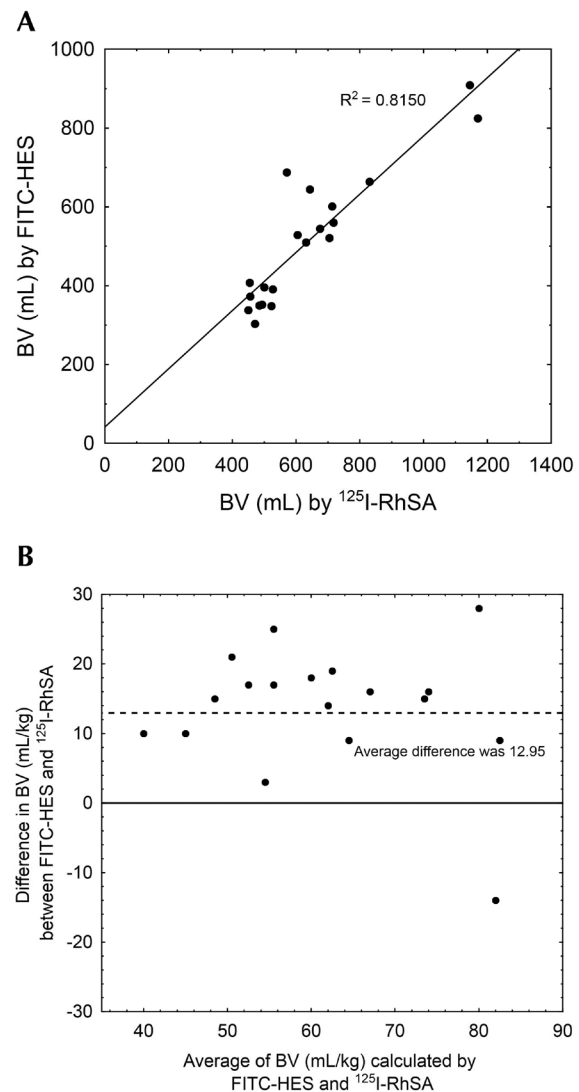 A
1000
800
600
400
200
0
R² = 0.8150
BV (mL) by FITC-HES
0 200 400 600 800 1000 1200 1400
BV (mL) by ¹²⁵I-RhSA
B
30
20
10
0
-10
-20
-30
Average difference was 12.95
Difference in BV (mL/kg)
between FITC-HES and ¹²⁵I-RhSA
40 50 60 70 80 90
Average of BV (mL/kg) calculated by
FITC-HES and ¹²⁵I-RhSA